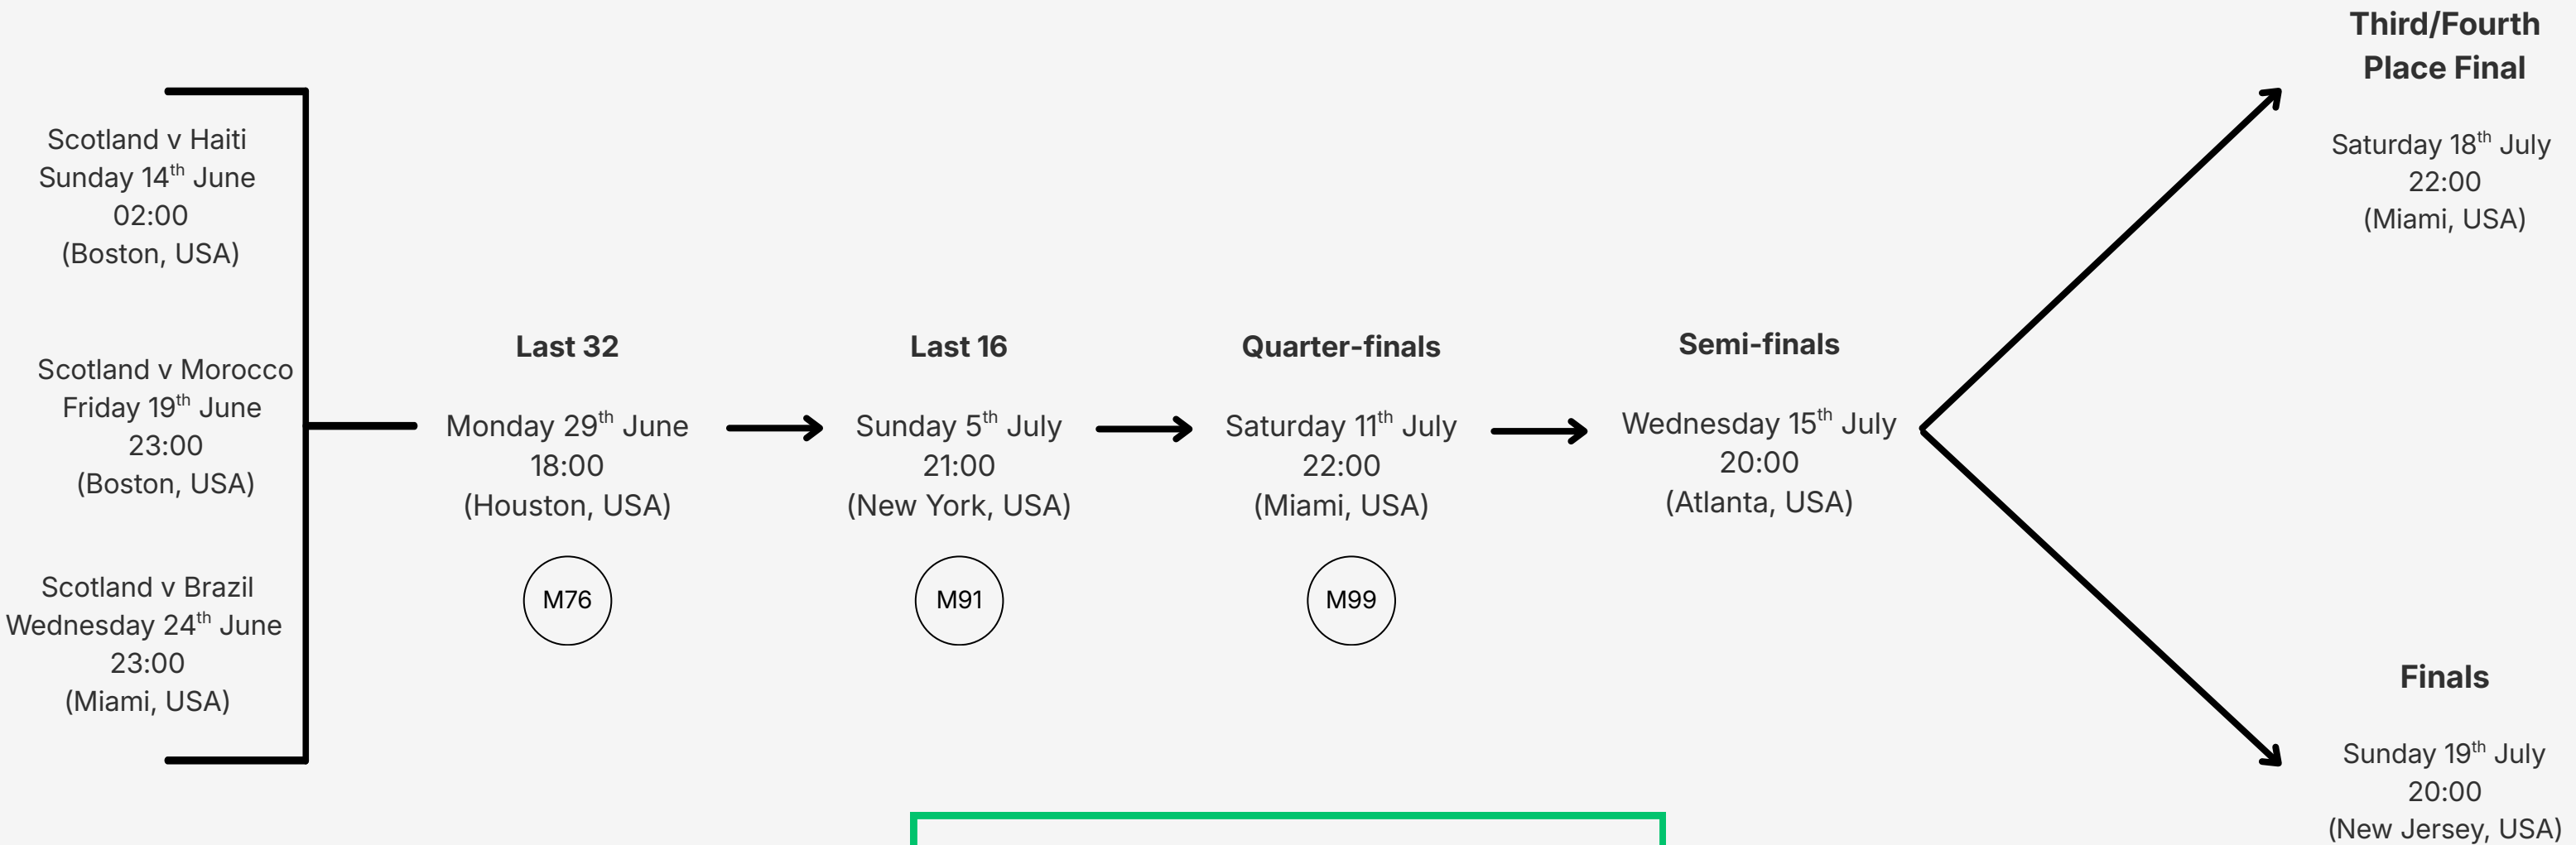 Scotland v Haiti
Sunday 14th June
02:00
(Boston, USA)
Scotland v Morocco
Friday 19th June
23:00
(Boston, USA)
Scotland v Brazil
Wednesday 24th June
23:00
(Miami, USA)
Last 32
Monday 29th June
18:00
(Houston, USA)
M76
Last 16
Sunday 5th July
21:00
(New York, USA)
M91
Quarter-finals
Saturday 11th July
22:00
(Miami, USA)
M99
Semi-finals
Wednesday 15th July
20:00
(Atlanta, USA)
Third/Fourth
Place Final
Saturday 18th July
22:00
(Miami, USA)
Finals
Sunday 19th July
20:00
(New Jersey, USA)